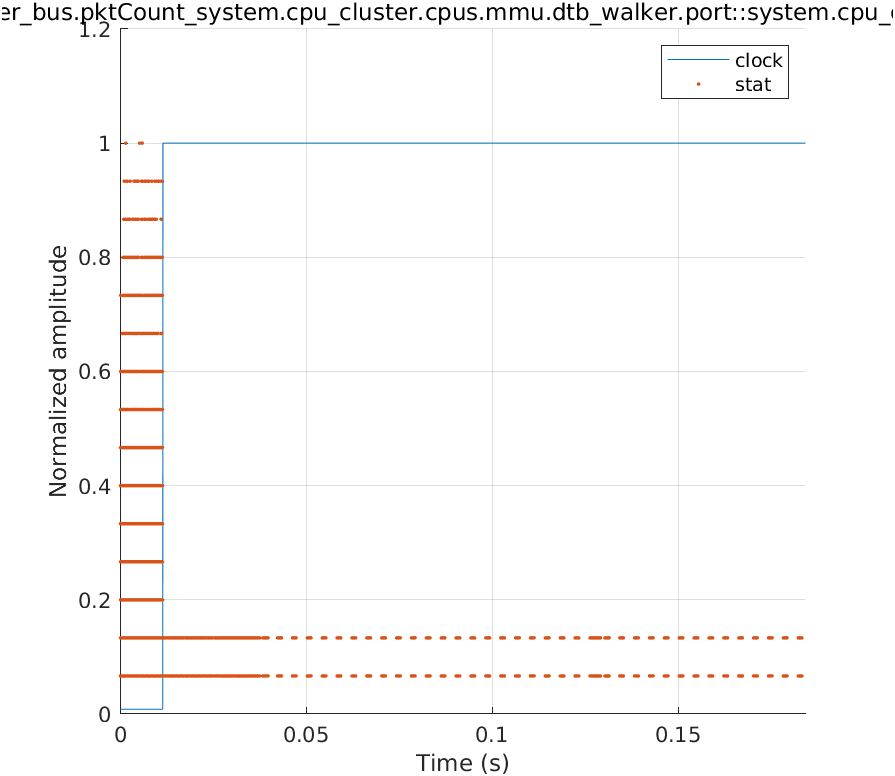 er_bus.pktCount_system.cpu_cluster.cpus.mmu.dtb_walker.port::system.cpu_
1.2
clock
stat
1
0.8
0.6
0.4
0.2
0
Normalized amplitude
0 0.05 0.1 0.15
Time (s)